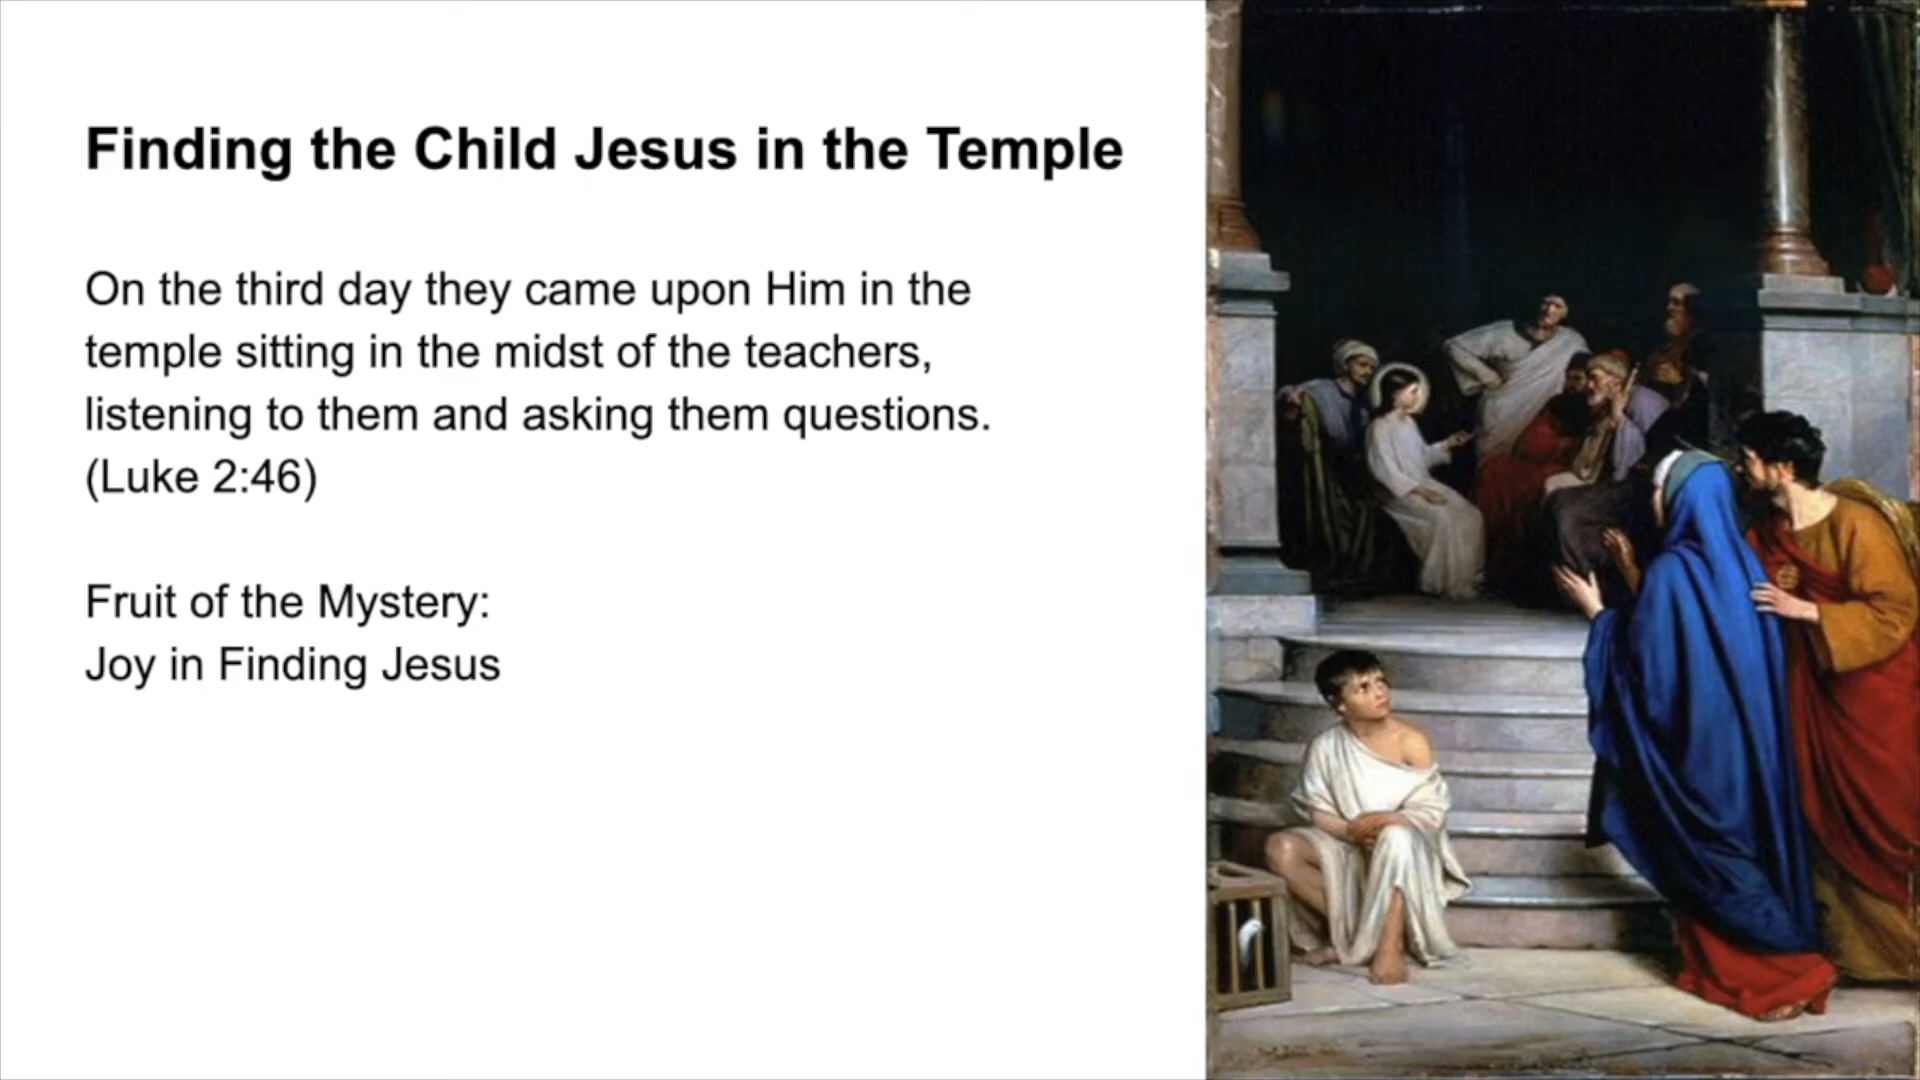 Finding the Child Jesus in the Temple
On the third day they came upon Him in the
temple sitting in the midst of the teachers,
listening to them and asking them questions.
(Luke 2:46)
Fruit of the Mystery:
Joy in Finding Jesus